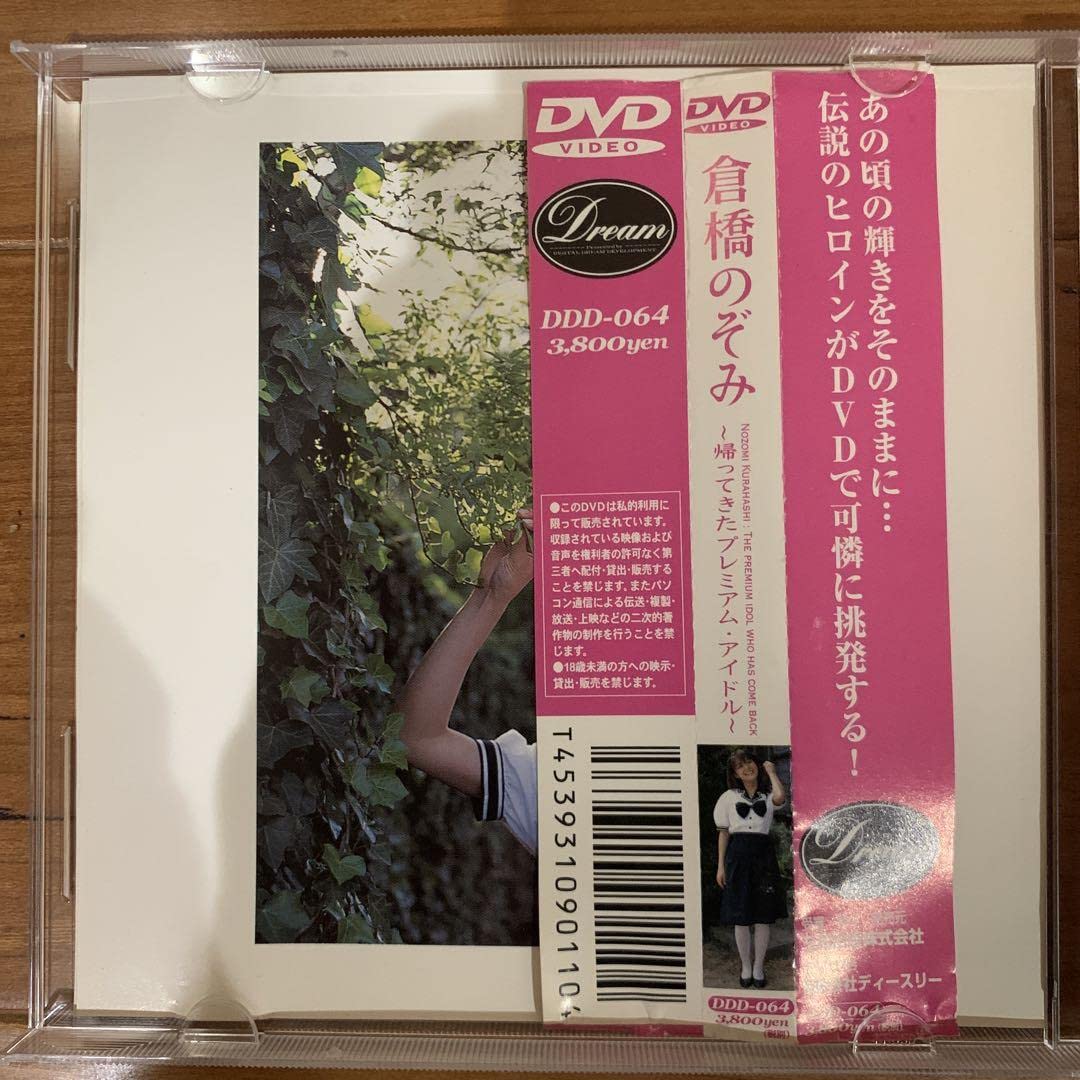 DVD
VIDEO
Dream
Presented by
DIGITAL DREAM DEVELOPMENT
DDD-064
3,800yen
●このDVDは私的利用に
限って販売されています。
収録されている映像および
音声を権利者の許可なく第
三者へ配付・貸出・販売する
ことを禁じます。またパソ
コン通信による伝送・複製・
放送・上映などの二次的著
作物の制作を行うことを禁
じます。
●18歳未満の方への映示・
貸出・販売を禁じます。
T4539310901104
DVD
VIDEO
倉橋のぞみ
NOZOMI KURAHASHI : THE PREMIUM IDOL WHO HAS COME BACK
～帰ってきたプレミアム・アイドル～
DDD-064
3,800yen
(税別)
あの頃の輝きをそのままに…
伝説のヒロインがDVDで可憐に挑発する！
Dream
株式会社
社ディースリー
D-064